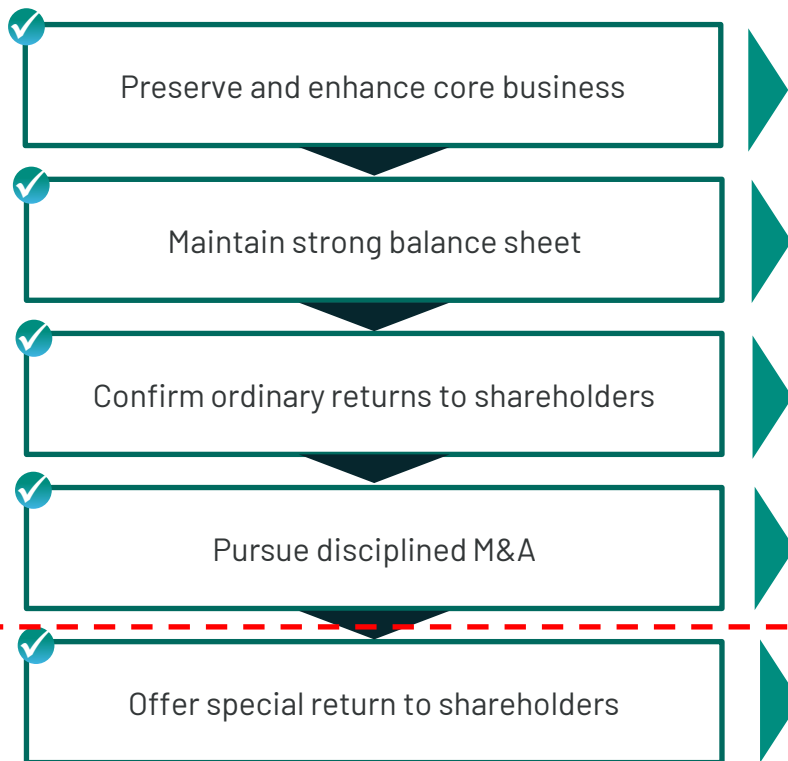 Preserve and enhance core business
Maintain strong balance sheet
Confirm ordinary returns to shareholders
Pursue disciplined M&A
Offer special return to shareholders